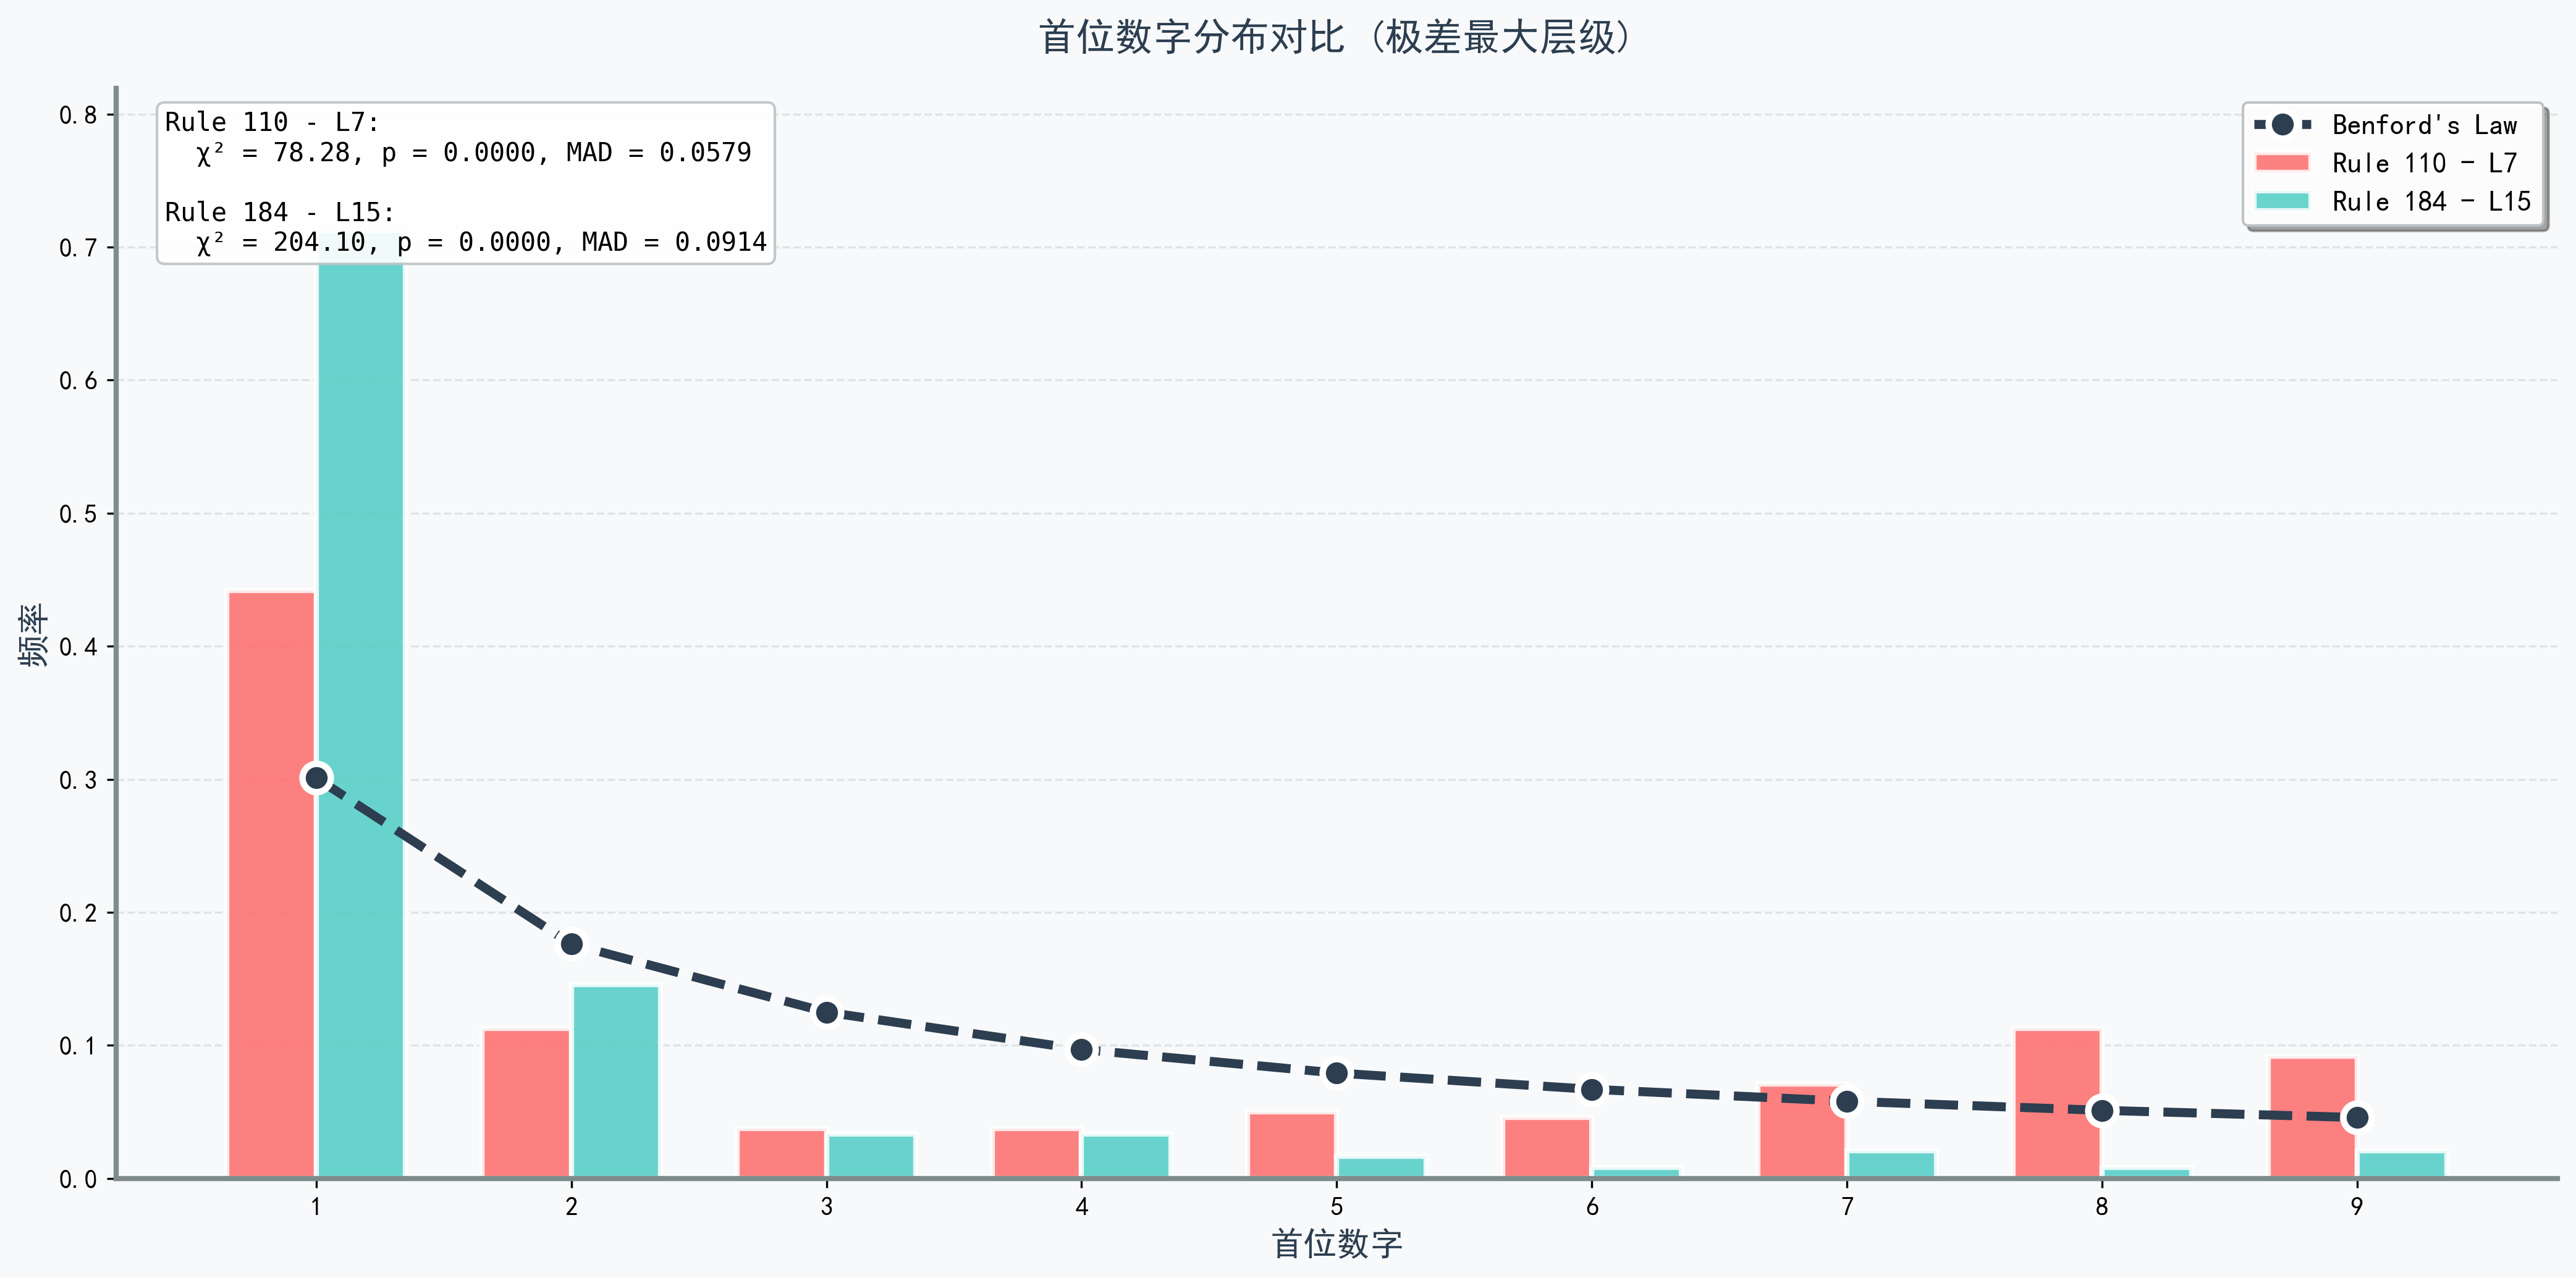 首位数字分布对比 (极差最大层级)
Rule 110 - L7:
χ² = 78.28, p = 0.0000, MAD = 0.0579
Rule 184 - L15:
χ² = 204.10, p = 0.0000, MAD = 0.0914
Benford's Law
Rule 110 - L7
Rule 184 - L15
频率
0.8
0.7
0.6
0.5
0.4
0.3
0.2
0.1
0.0
1 2 3 4 5 6 7 8 9
首位数字